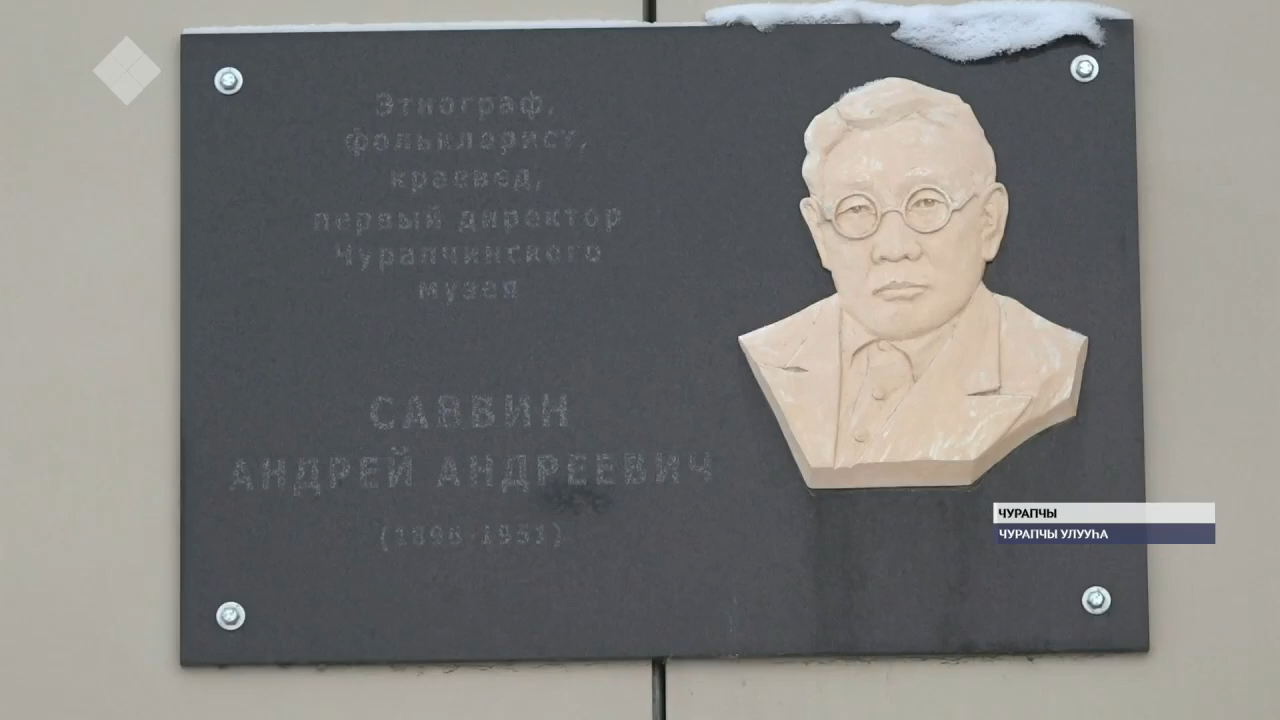 Этнограф,
фольклорист,
краевед,
первый директор
Чурапчинского
музея
САВВИН
АНДРЕЙ АНДРЕЕВИЧ
(1896-1951)
ЧУРАПЧЫ
ЧУРАПЧЫ УЛУУҺА